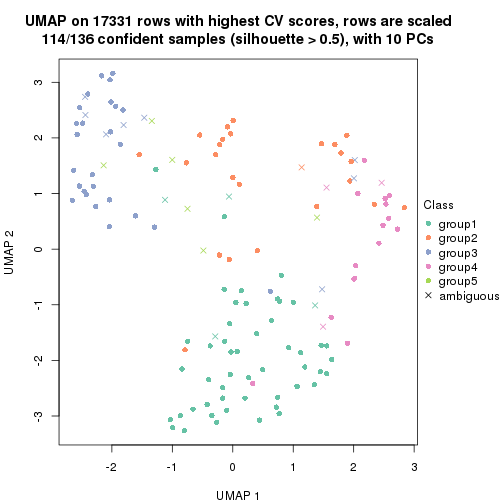 UMAP on 17331 rows with highest CV scores, rows are scaled
114/136 confident samples (silhouette > 0.5), with 10 PCs
3
2
1
0
-1
-2
-3
UMAP 2
-2
-1
0
1
2
3
UMAP 1
Class
group1
group2
group3
group4
group5
ambiguous